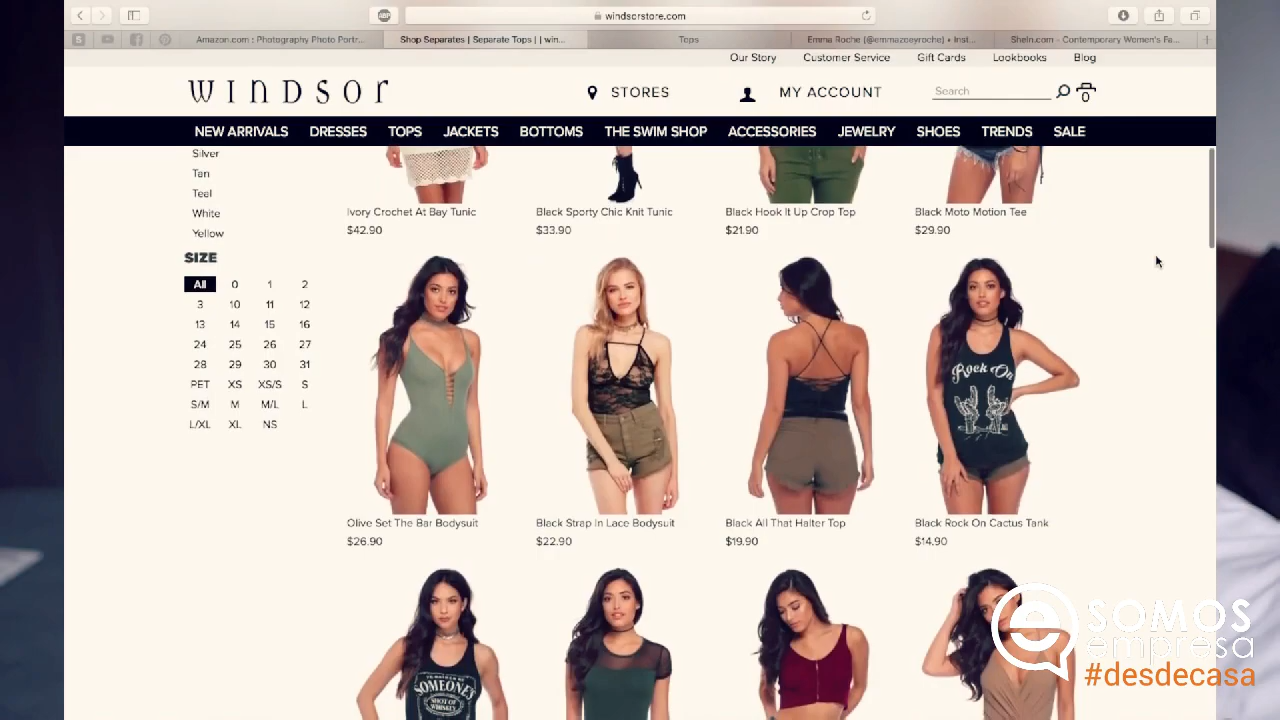 ABP
windsorstore.com
Amazon.com : Photography Photo Portr...
Shop Separates | Separate Tops | | win...
Tops
Emma Roche (@emmazoeyroche) • Inst...
SheIn.com - Contemporary Women's Fa...
Our Story
Customer Service
Gift Cards
Lookbooks
Blog
WINDSOR
STORES
MY ACCOUNT
Search
0
NEW ARRIVALS DRESSES TOPS JACKETS BOTTOMS THE SWIM SHOP ACCESSORIES JEWELRY SHOES TRENDS SALE
Silver
Tan
Teal
White
Yellow
SIZE
All 0 1 2
3 10 11 12
13 14 15 16
24 25 26 27
28 29 30 31
PET XS XS/S S
S/M M M/L L
L/XL XL NS
Ivory Crochet At Bay Tunic
$42.90
Black Sporty Chic Knit Tunic
$33.90
Black Hook It Up Crop Top
$21.90
Black Moto Motion Tee
$29.90
Rock On
Olive Set The Bar Bodysuit
$26.90
Black Strap In Lace Bodysuit
$22.90
Black All That Halter Top
$19.90
Black Rock On Cactus Tank
$14.90
SOMEONE'S
SHOT OF
WHISKEY
SOMOS
empresa
#desdecasa